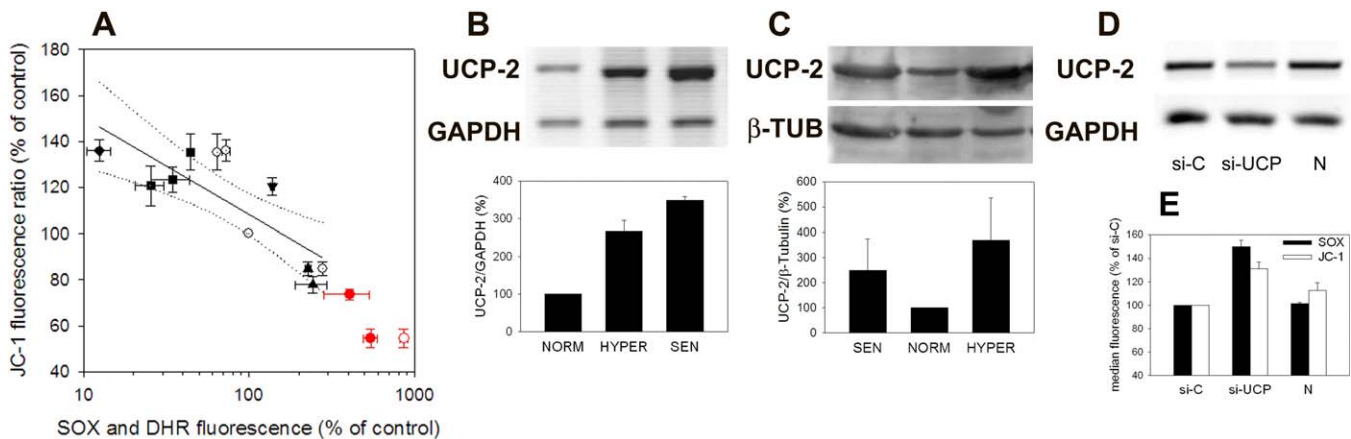 A
JC-1 fluorescence ratio (% of control)
180
160
140
120
100
80
60
40
10
100
1000
SOX and DHR fluorescence (% of control)
B
UCP-2
GAPDH
UCP-2/GAPDH (%)
400
300
200
100
0
NORM HYPER SEN
C
UCP-2
β-TUB
UCP-2/β-Tubulin (%)
600
500
400
300
200
100
0
SEN NORM HYPER
D
UCP-2
GAPDH
si-C si-UCP N
E
median fluorescence (% of si-C)
160
140
120
100
80
60
40
SOX
JC-1
si-C si-UCP N